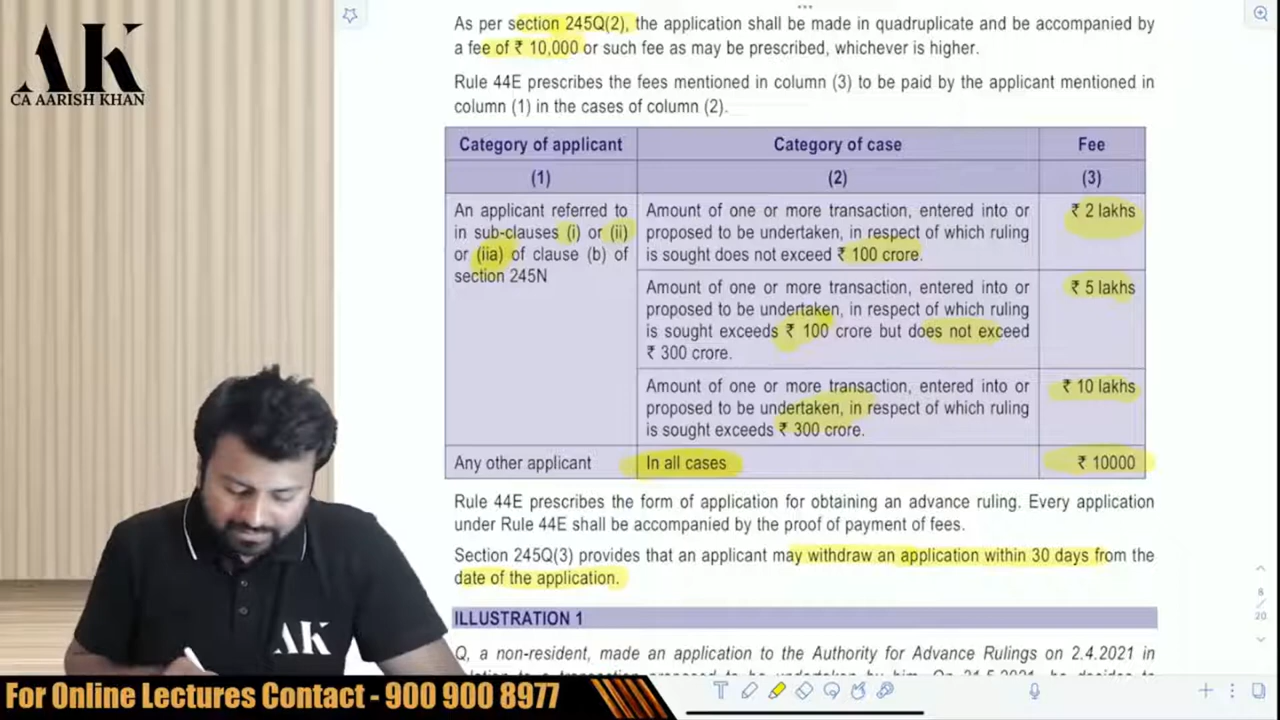 AK
CA AARISH KHAN
As per section 245Q(2), the application shall be made in quadruplicate and be accompanied by
a fee of ₹ 10,000 or such fee as may be prescribed, whichever is higher.
Rule 44E prescribes the fees mentioned in column (3) to be paid by the applicant mentioned in
column (1) in the cases of column (2).
Category of applicant Category of case Fee
(1) (2) (3)
An applicant referred to
in sub-clauses (i) or (ii)
or (iia) of clause (b) of
section 245N
Amount of one or more transaction, entered into or
proposed to be undertaken, in respect of which ruling
is sought does not exceed ₹ 100 crore.
₹ 2 lakhs
Amount of one or more transaction, entered into or
proposed to be undertaken, in respect of which ruling
is sought exceeds ₹ 100 crore but does not exceed
₹ 300 crore.
₹ 5 lakhs
Amount of one or more transaction, entered into or
proposed to be undertaken, in respect of which ruling
is sought exceeds ₹ 300 crore.
₹ 10 lakhs
Any other applicant In all cases ₹ 10000
Rule 44E prescribes the form of application for obtaining an advance ruling. Every application
under Rule 44E shall be accompanied by the proof of payment of fees.
Section 245Q(3) provides that an applicant may withdraw an application within 30 days from the
date of the application.
ILLUSTRATION 1
Q, a non-resident, made an application to the Authority for Advance Rulings on 2.4.2021 in
AK
8
/
20
For Online Lectures Contact - 900 900 8977